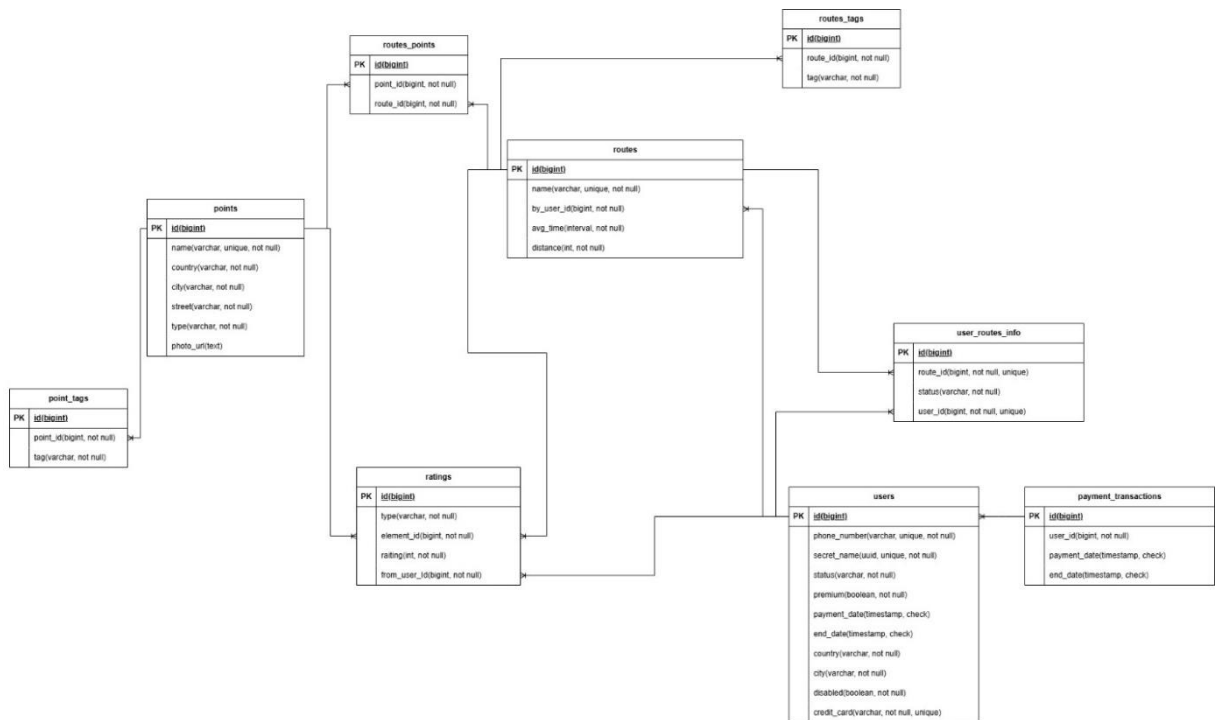 routes_tags
PK id(bigint)
route_id(bigint, not null)
tag(varchar, not null)
routes_points
PK id(bigint)
point_id(bigint, not null)
route_id(bigint, not null)
routes
PK id(bigint)
name(varchar, unique, not null)
by_user_id(bigint, not null)
avg_time(interval, not null)
distance(int, not null)
points
PK id(bigint)
name(varchar, unique, not null)
country(varchar, not null)
city(varchar, not null)
street(varchar, not null)
type(varchar, not null)
photo_url(text)
user_routes_info
PK id(bigint)
route_id(bigint, not null, unique)
status(varchar, not null)
user_id(bigint, not null, unique)
point_tags
PK id(bigint)
point_id(bigint, not null)
tag(varchar, not null)
ratings
PK id(bigint)
type(varchar, not null)
element_id(bigint, not null)
raiting(int, not null)
from_user_id(bigint, not null)
users
PK id(bigint)
phone_number(varchar, unique, not null)
secret_name(uuid, unique, not null)
status(varchar, not null)
premium(boolean, not null)
payment_date(timestamp, check)
end_date(timestamp, check)
country(varchar, not null)
city(varchar, not null)
disabled(boolean, not null)
credit_card(varchar, not null, unique)
payment_transactions
PK id(bigint)
user_id(bigint, not null)
payment_date(timestamp, check)
end_date(timestamp, check)